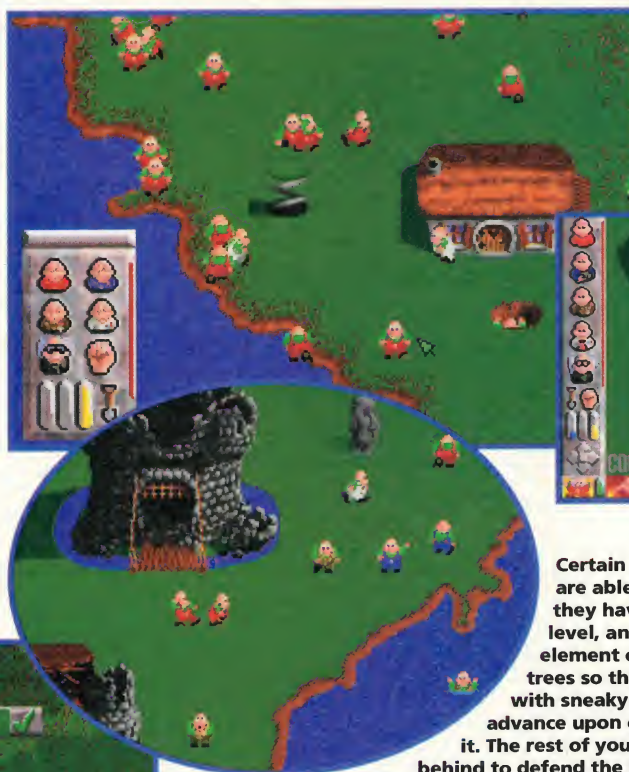 Certain
are able
they hav
level, an
element o
trees so th
with sneaky
advance upon
it. The rest of you
behind to defend the